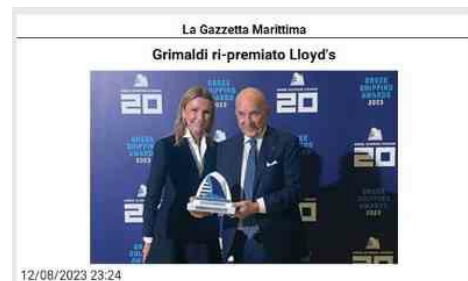 La Gazzetta Marittima
Grimaldi ri-premiato Lloyd's
20
GREEK
SHIPPING
AWARDS
2023
20
GREEK
SHIPPING
AWARDS
2023
20
12/08/2023 23:24